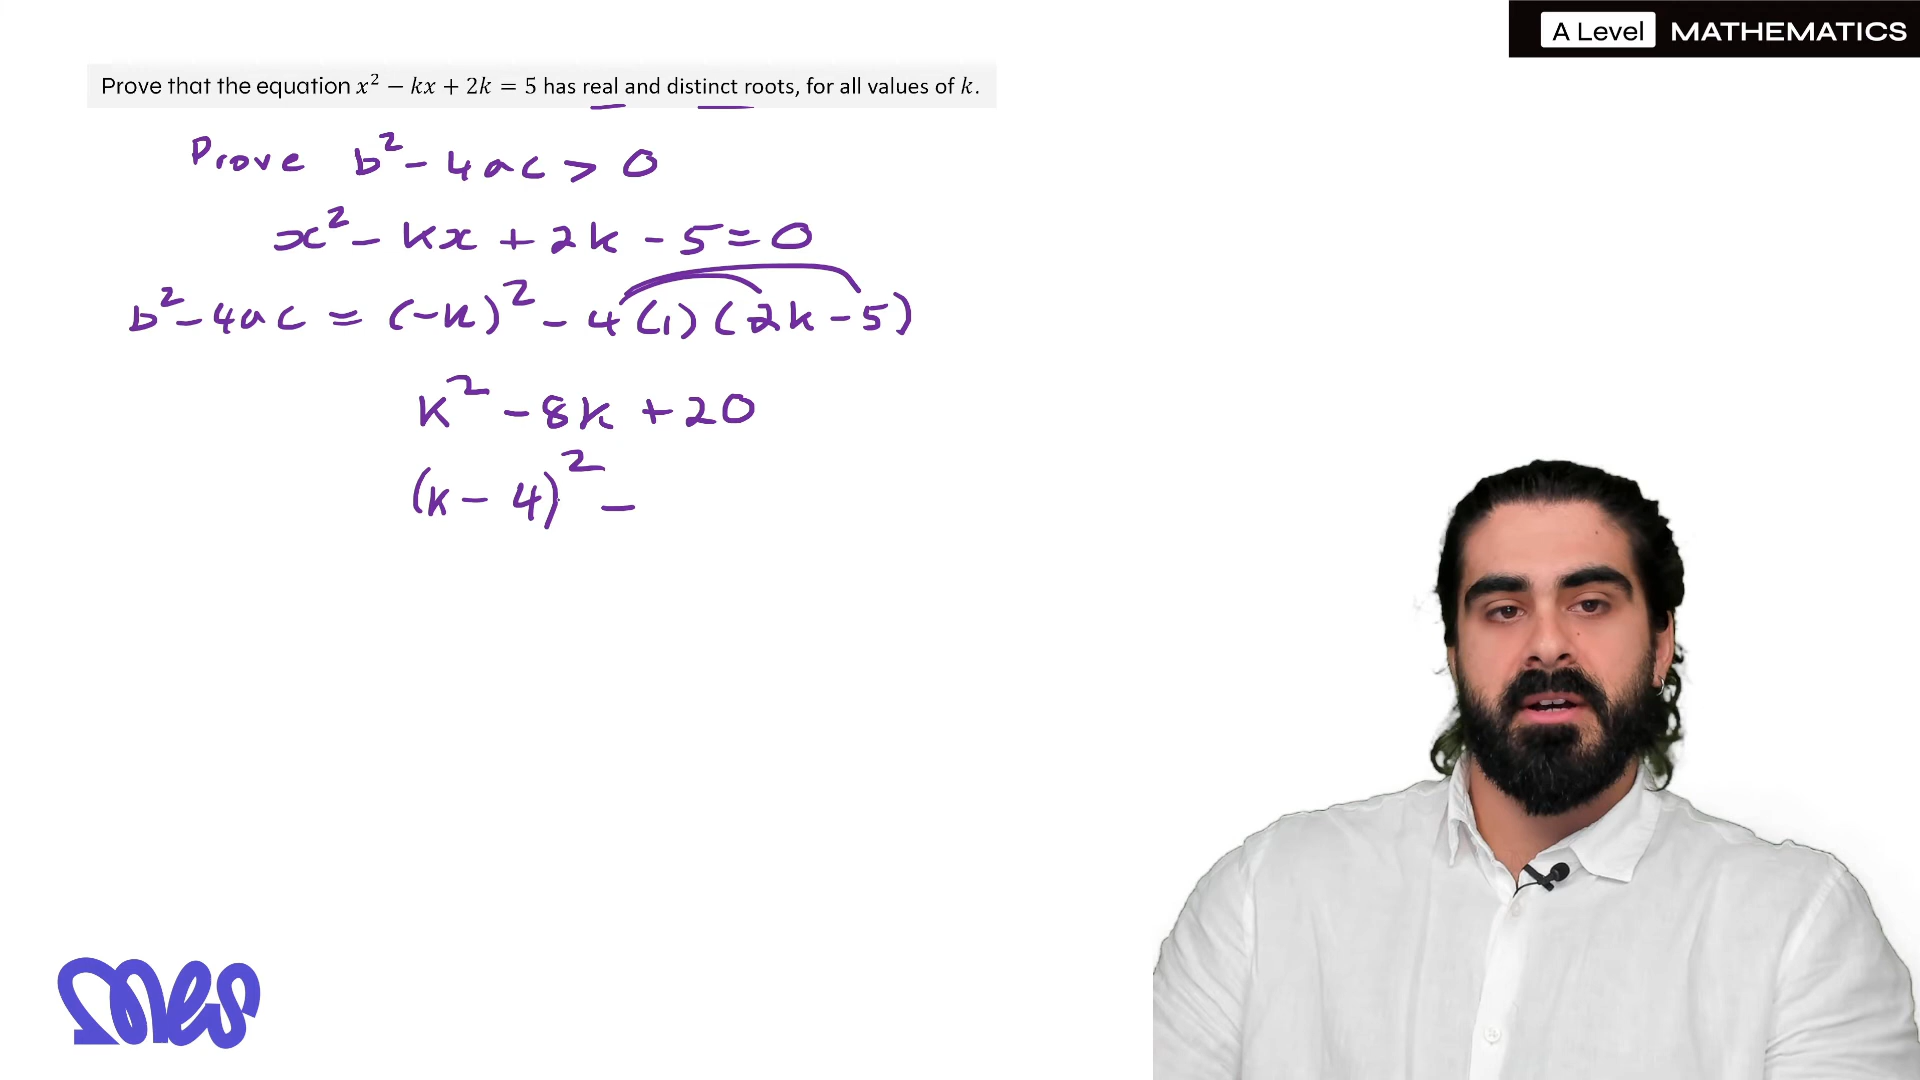 A Level MATHEMATICS
Prove that the equation x² − kx + 2k = 5 has real and distinct roots, for all values of k.
Prove b² - 4ac > 0
x² - kx + 2k - 5 = 0
b² - 4ac = (-k)² - 4(1)(2k - 5)
k² - 8k + 20
(k - 4)² -
mes